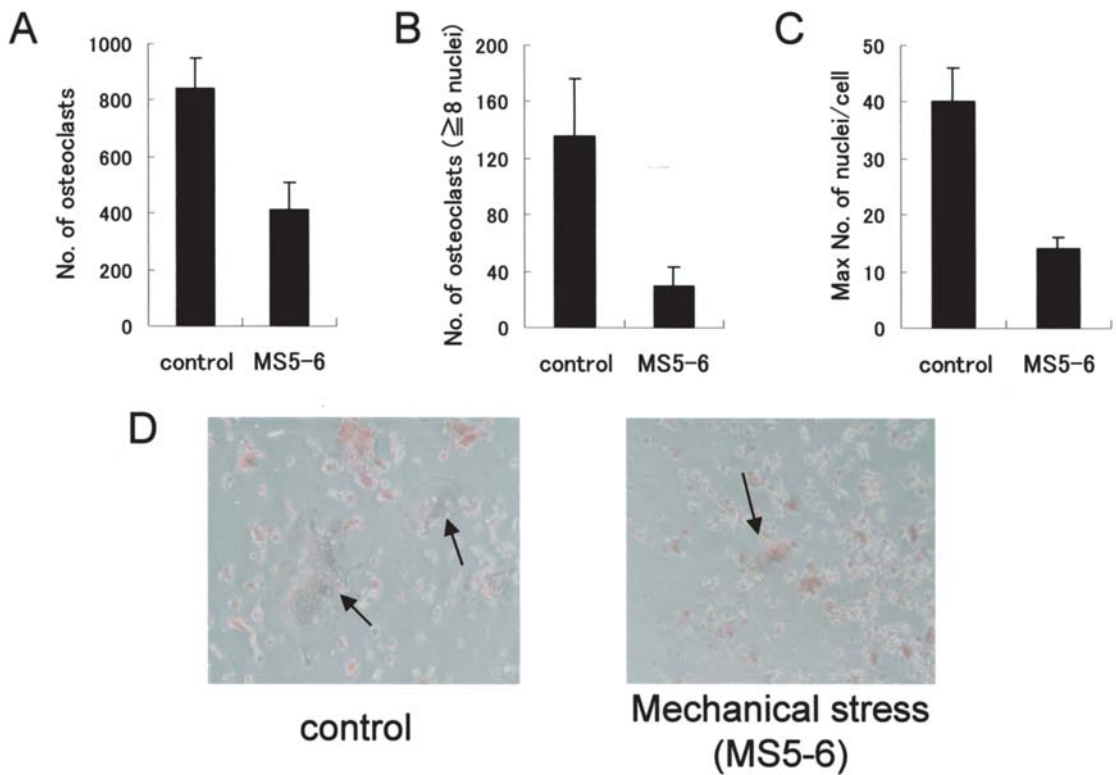 A
No. of osteoclasts
1000
800
600
400
200
0
control MS5-6
B
No. of osteoclasts (≧8 nuclei)
200
160
120
80
40
0
control MS5-6
C
Max No. of nuclei/cell
50
40
30
20
10
0
control MS5-6
D
control
Mechanical stress
(MS5-6)